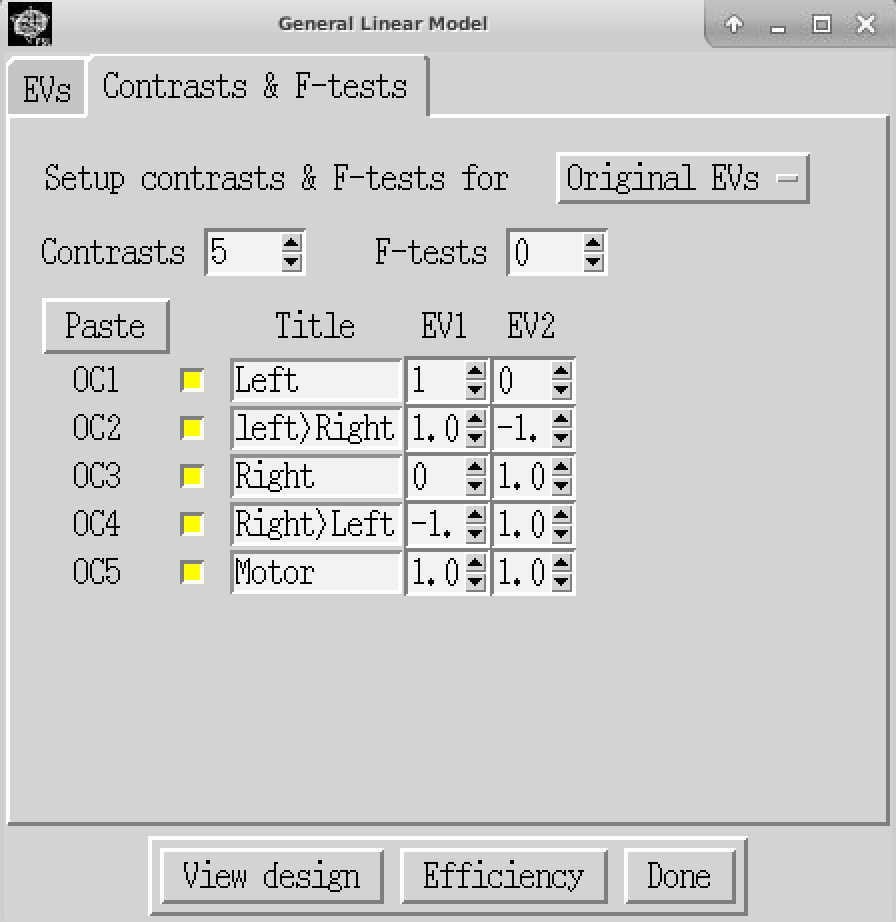 General Linear Model
EVs Contrasts & F-tests
Setup contrasts & F-tests for Original EVs
Contrasts 5 F-tests 0
Paste Title EV1 EV2
OC1 Left 1 0
OC2 left>Right 1.0 -1.
OC3 Right 0 1.0
OC4 Right>Left -1. 1.0
OC5 Motor 1.0 1.0
View design Efficiency Done